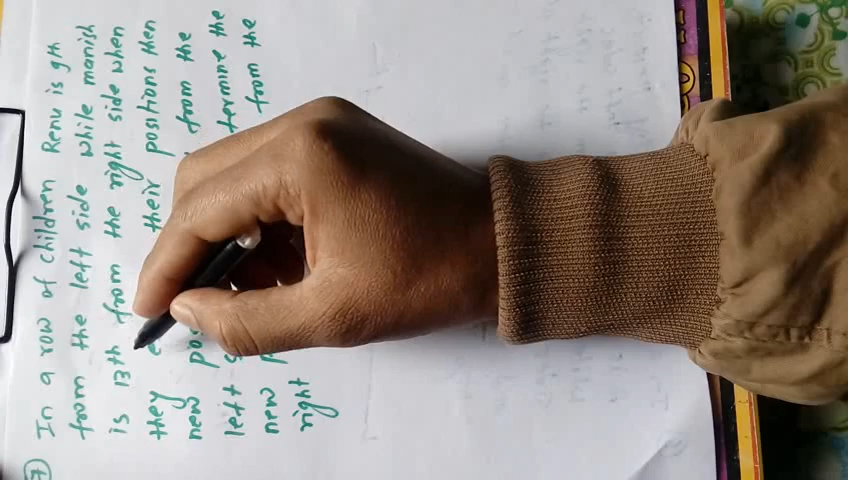 7
In a row of children Renu is 9th
from the left side while manish
is 13th from the right side when
they their positions then
new from the
left termine the
new from the
right